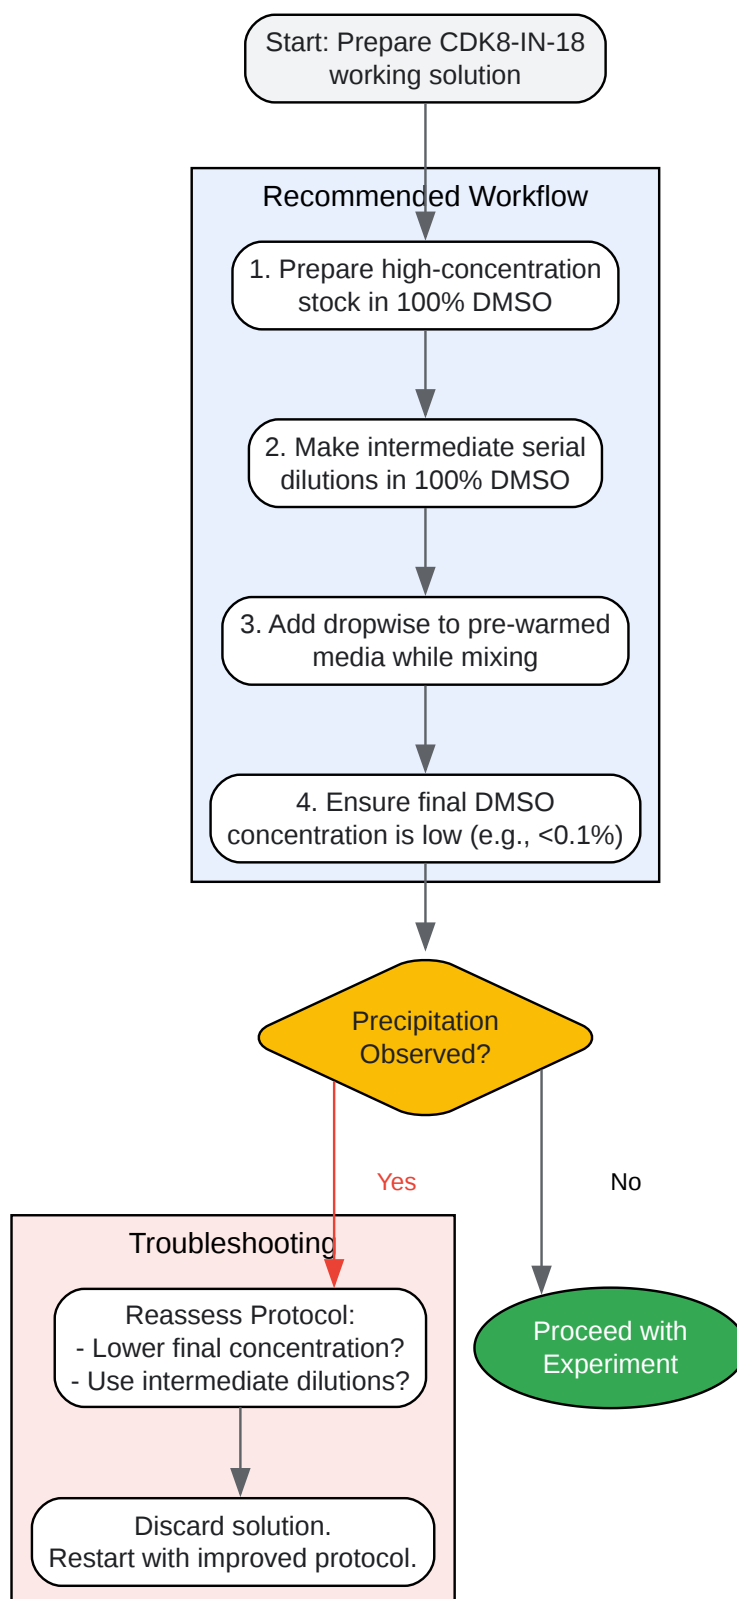 Start: Prepare CDK8-IN-18
working solution
Recommended Workflow
1. Prepare high-concentration
stock in 100% DMSO
2. Make intermediate serial
dilutions in 100% DMSO
3. Add dropwise to pre-warmed
media while mixing
4. Ensure final DMSO
concentration is low (e.g., <0.1%)
Precipitation
Observed?
Yes
No
Troubleshooting
Reassess Protocol:
- Lower final concentration?
- Use intermediate dilutions?
Proceed with
Experiment
Discard solution.
Restart with improved protocol.